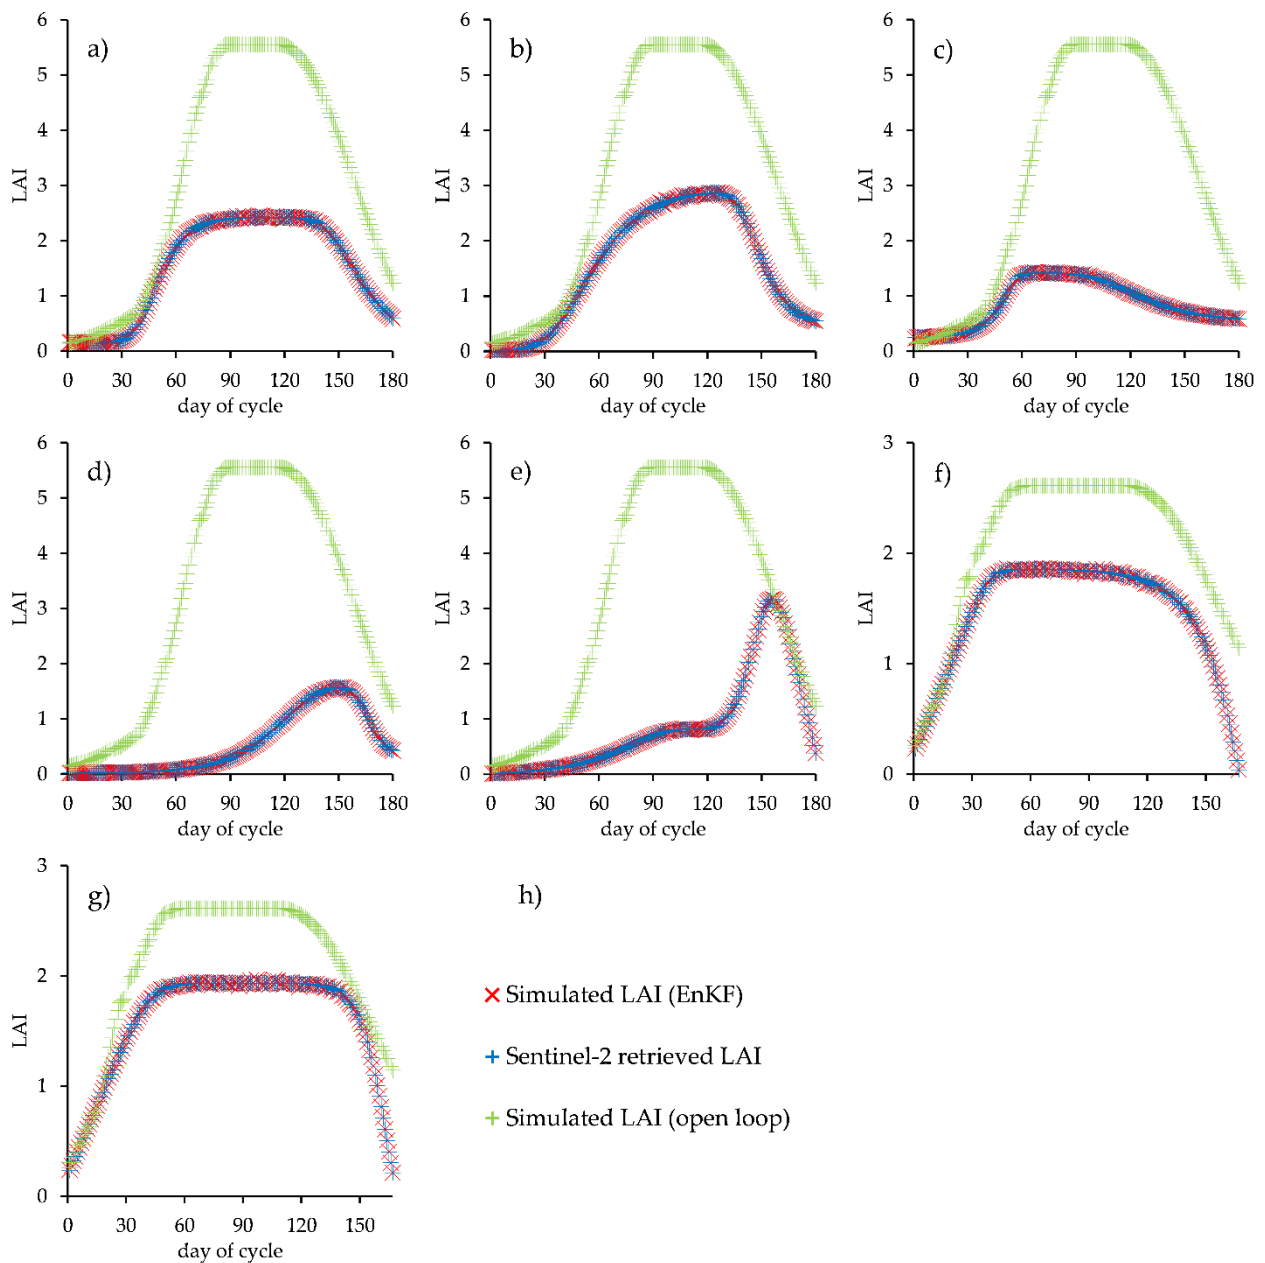 a)
6
5
4
3
2
1
0
LAI
0 30 60 90 120 150 180
day of cycle
b)
6
5
4
3
2
1
0
LAI
0 30 60 90 120 150 180
day of cycle
c)
6
5
4
3
2
1
0
LAI
0 30 60 90 120 150 180
day of cycle
d)
6
5
4
3
2
1
0
LAI
0 30 60 90 120 150 180
day of cycle
e)
6
5
4
3
2
1
0
LAI
0 30 60 90 120 150 180
day of cycle
f)
3
2
1
0
LAI
0 30 60 90 120 150
day of cycle
g)
3
2
1
0
LAI
0 30 60 90 120 150
day of cycle
h)
Simulated LAI (EnKF)
Sentinel-2 retrieved LAI
Simulated LAI (open loop)